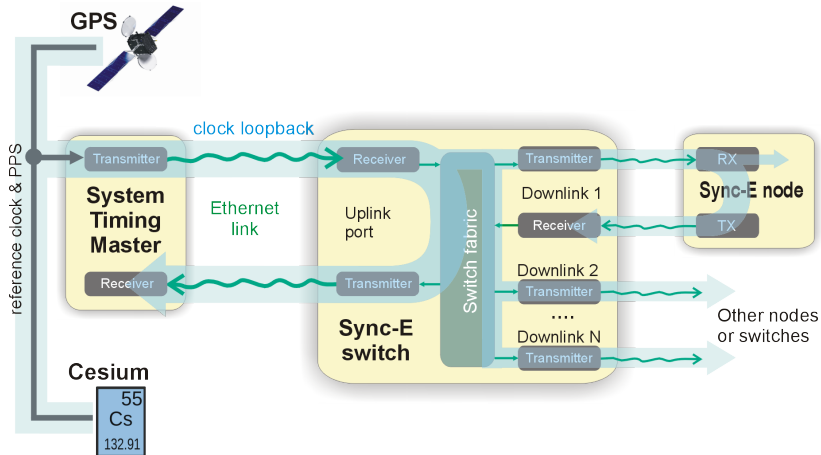 GPS
reference clock & PPS
clock loopback
Transmitter
System
Timing
Master
Receiver
Ethernet
link
Receiver
Uplink
port
Transmitter
Sync-E
switch
Switch fabric
Transmitter
Downlink 1
Receiver
Downlink 2
Transmitter
....
Downlink N
Transmitter
RX
Sync-E node
TX
Other nodes
or switches
Cesium
55
Cs
132.91